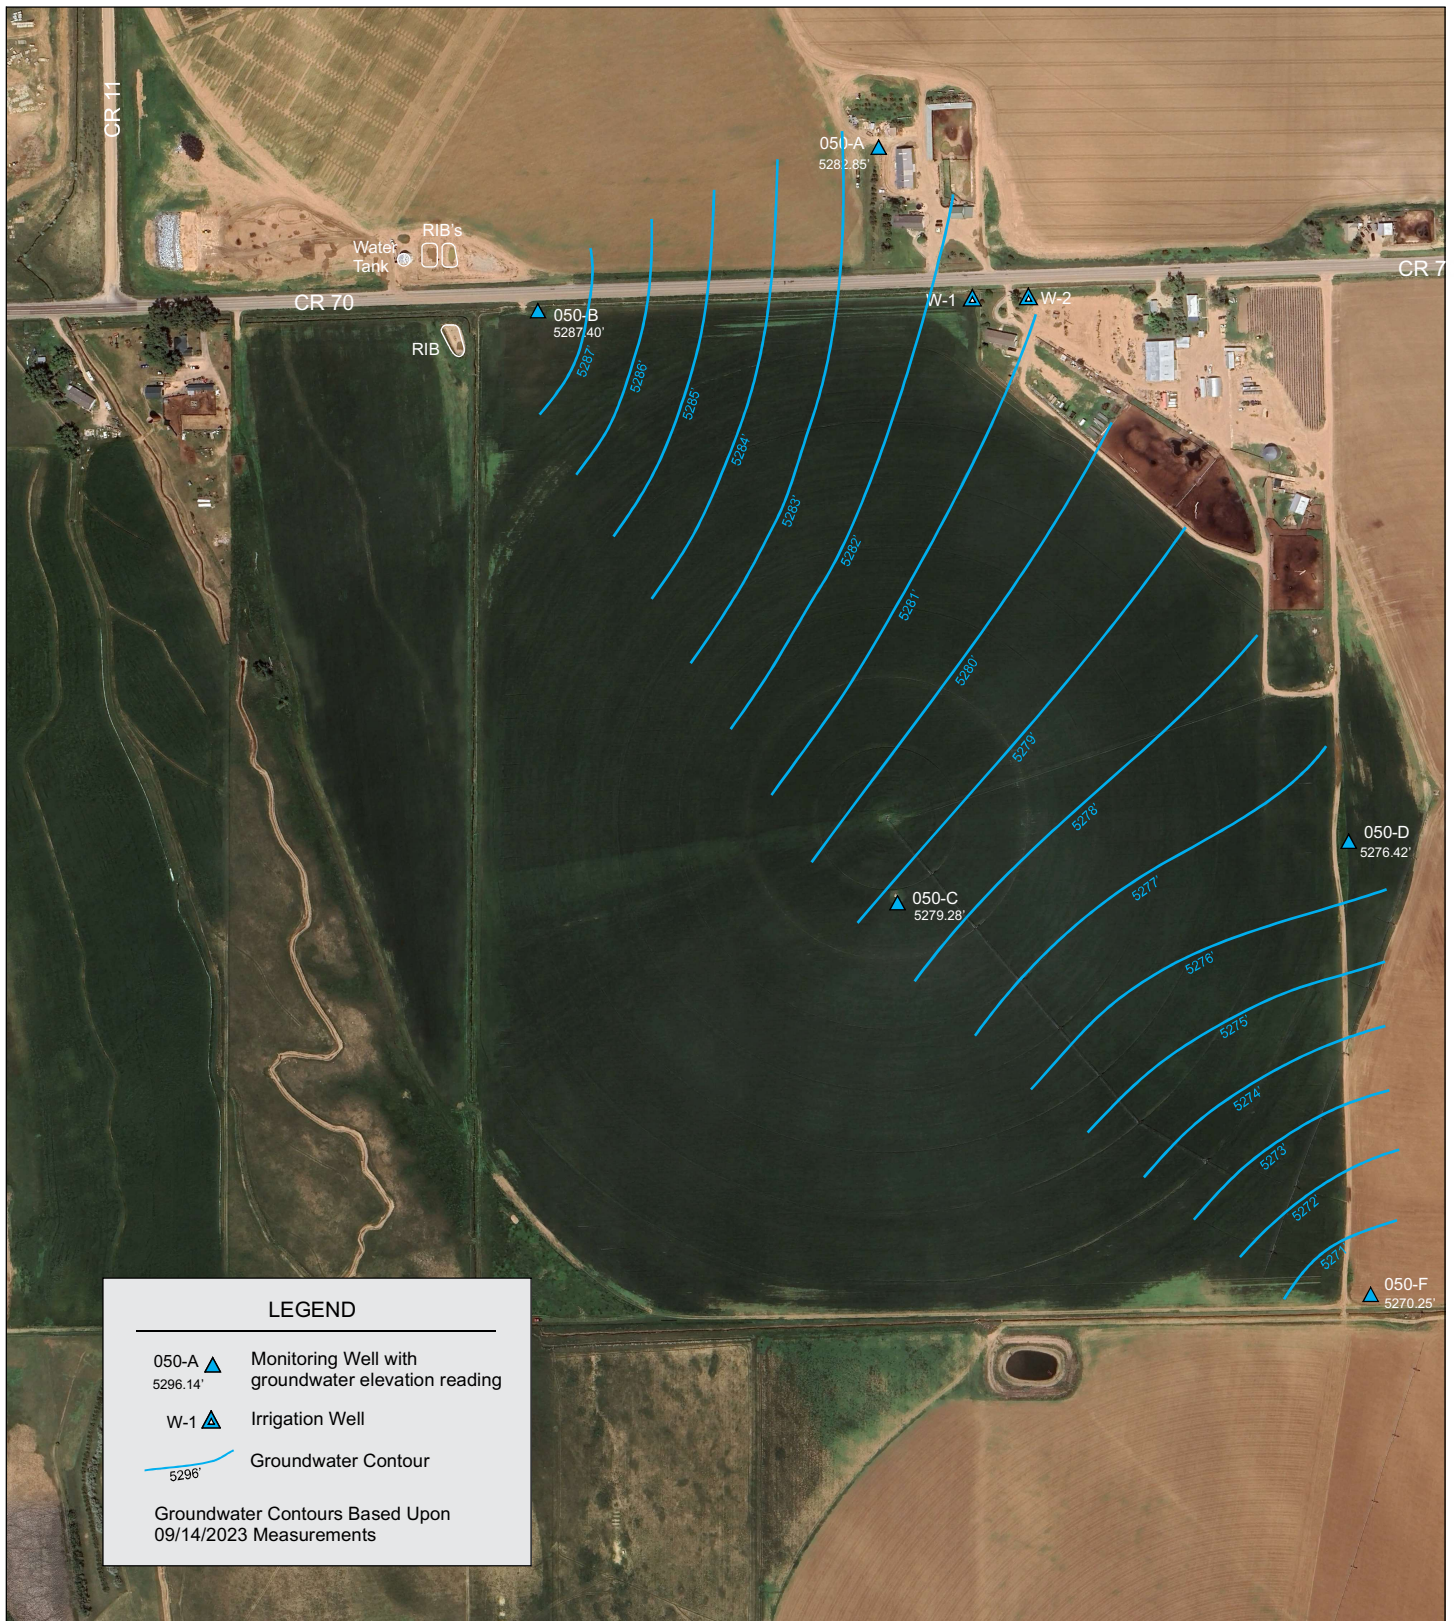 CR 11
050-A
5282.85'
RIB's
Water
Tank
CR 7
CR 70
W-1
W-2
050-B
5287.40'
RIB
5287'
5286'
5285'
5284'
5283'
5282'
5281'
5280'
5279'
5278'
5277'
5276'
5275'
5274'
5273'
5272'
5271'
050-D
5276.42'
050-C
5279.28'
050-F
5270.25'
LEGEND
050-A
5296.14'
Monitoring Well with
groundwater elevation reading
W-1
Irrigation Well
5296'
Groundwater Contour
Groundwater Contours Based Upon
09/14/2023 Measurements